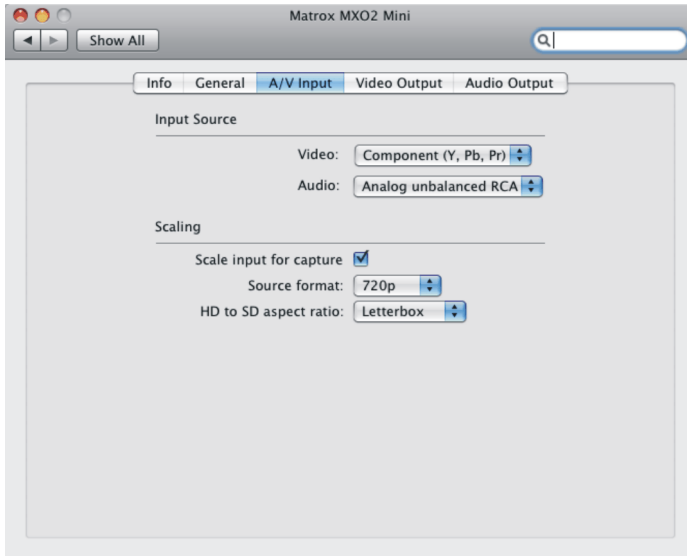 Matrox MXO2 Mini
Show All
Info General A/V Input Video Output Audio Output
Input Source
Video: Component (Y, Pb, Pr)
Audio: Analog unbalanced RCA
Scaling
Scale input for capture
Source format: 720p
HD to SD aspect ratio: Letterbox